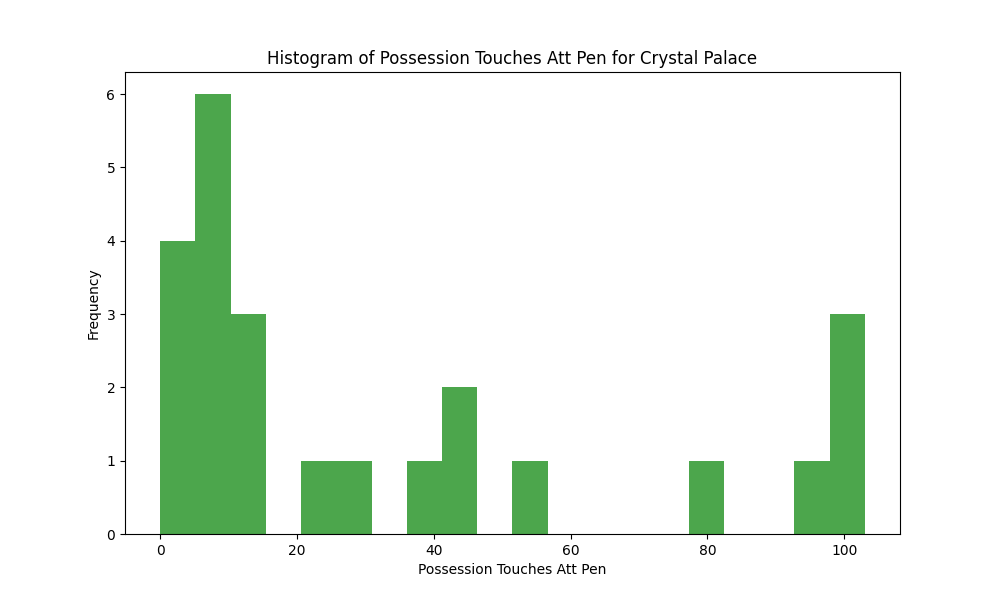 Histogram of Possession Touches Att Pen for Crystal Palace
Frequency
6
5
4
3
2
1
0
0 20 40 60 80 100
Possession Touches Att Pen